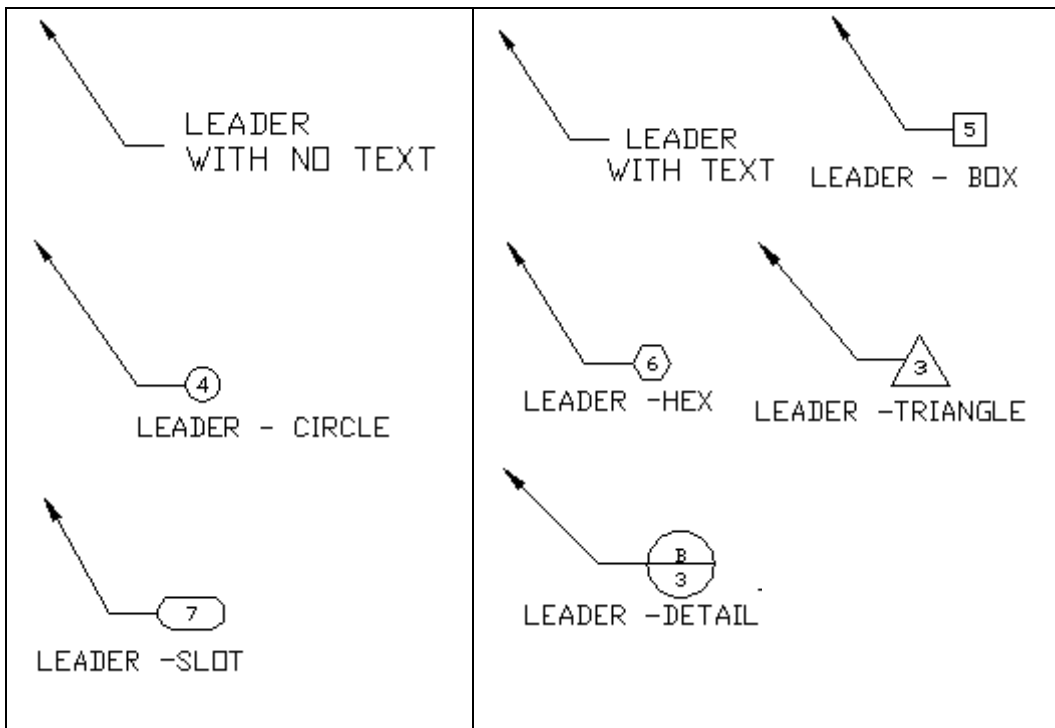 LEADER
WITH NO TEXT
4
LEADER - CIRCLE
7
LEADER -SLOT
LEADER
WITH TEXT
5
LEADER - BOX
6
LEADER -HEX
3
LEADER -TRIANGLE
B
3
LEADER -DETAIL